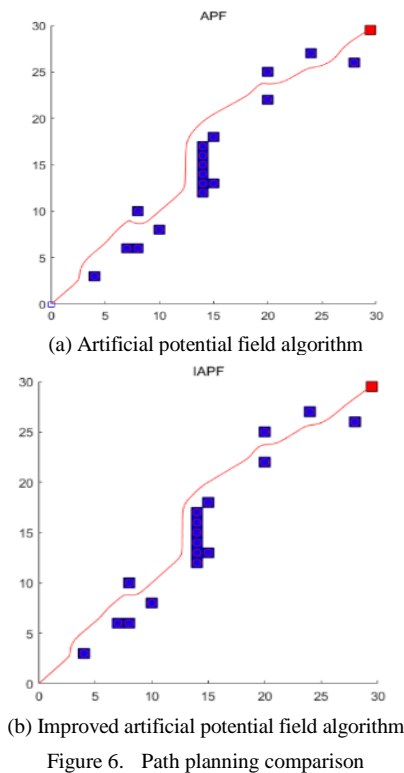 APF
30
25
20
15
10
5
0
0 5 10 15 20 25 30
(a) Artificial potential field algorithm
IAPF
30
25
20
15
10
5
0
0 5 10 15 20 25 30
(b) Improved artificial potential field algorithm
Figure 6. Path planning comparison